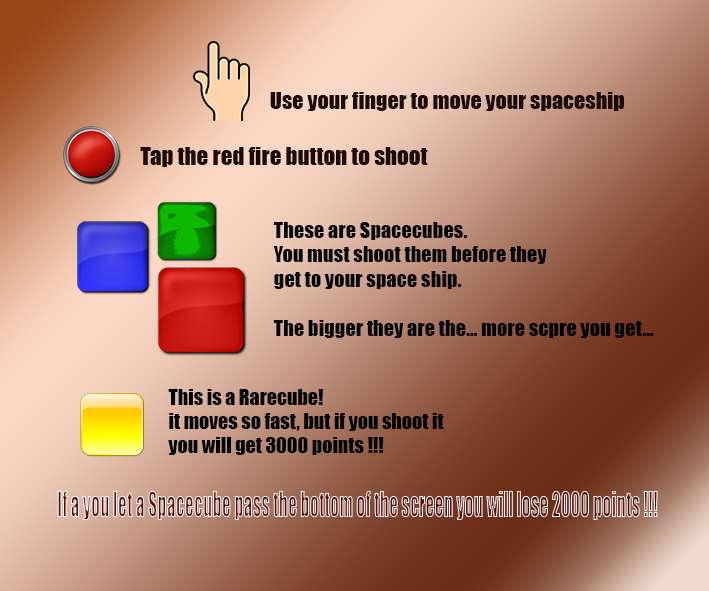 Use your finger to move your spaceship
Tap the red fire button to shoot
These are Spacecubes.
You must shoot them before they
get to your space ship.
The bigger they are the... more scpre you get...
This is a Rarecube!
it moves so fast, but if you shoot it
you will get 3000 points !!!
If a you let a Spacecube pass the bottom of the screen you will lose 2000 points !!!